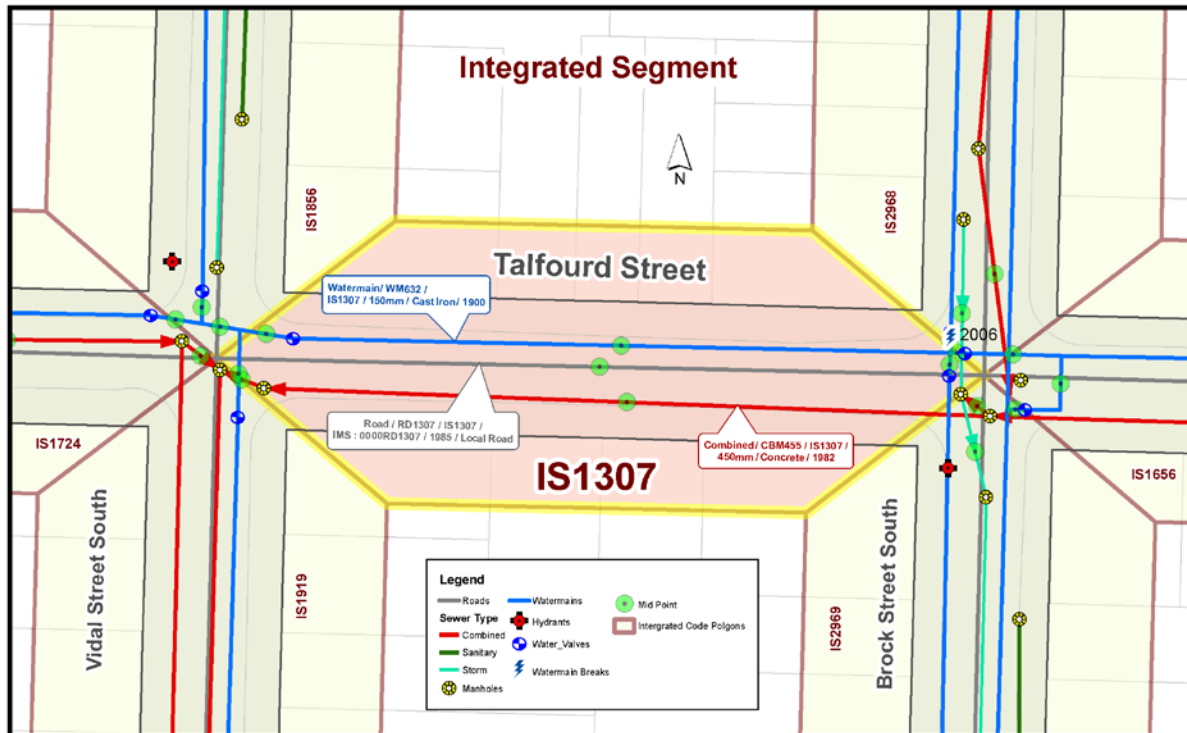 Integrated Segment
N
IS1856
IS2968
Talfourd Street
Watermain/ WM632 /
IS1307 / 150mm / Cast Iron/ 1900
2006
Road / RD1307 / IS1307 /
IMS : 0000RD1307 / 1985 / Local Road
Combined/ CBM455 / IS1307 /
450mm / Concrete / 1982
IS1307
IS1724
IS1656
Vidal Street South
IS1919
IS2969
Brock Street South
Legend
Roads
Sewer Type
Combined
Sanitary
Storm
Manholes
Watermains
Hydrants
Water_Valves
Watermain Breaks
Mid Point
Intergrated Code Polgons